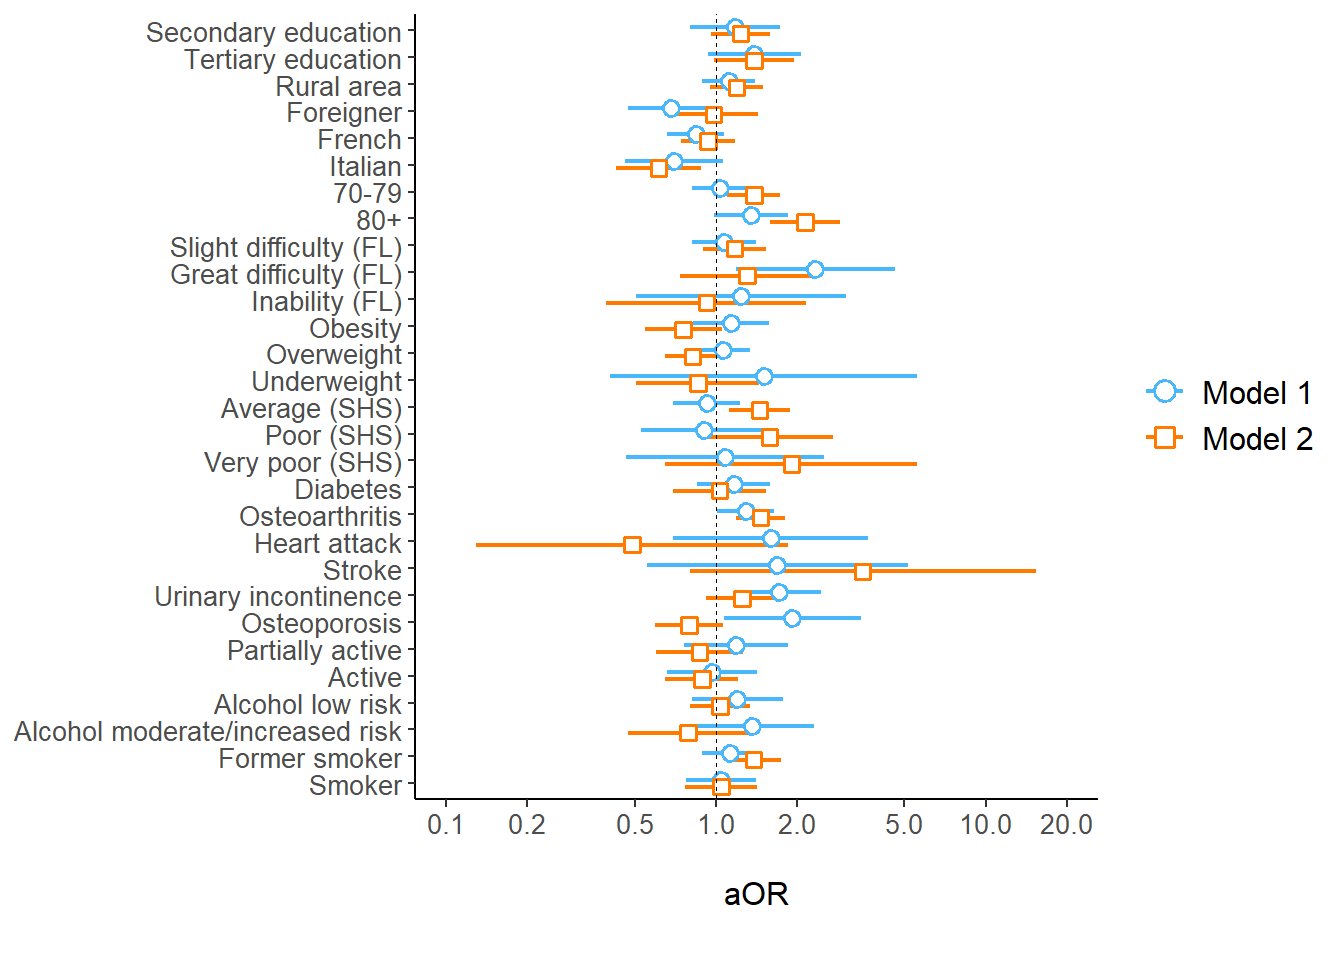 Secondary education
Tertiary education
Rural area
Foreigner
French
Italian
70-79
80+
Slight difficulty (FL)
Great difficulty (FL)
Inability (FL)
Obesity
Overweight
Underweight
Average (SHS)
Poor (SHS)
Very poor (SHS)
Diabetes
Osteoarthritis
Heart attack
Stroke
Urinary incontinence
Osteoporosis
Partially active
Active
Alcohol low risk
Alcohol moderate/increased risk
Former smoker
Smoker
0.1 0.2 0.5 1.0 2.0 5.0 10.0 20.0
aOR
Model 1
Model 2